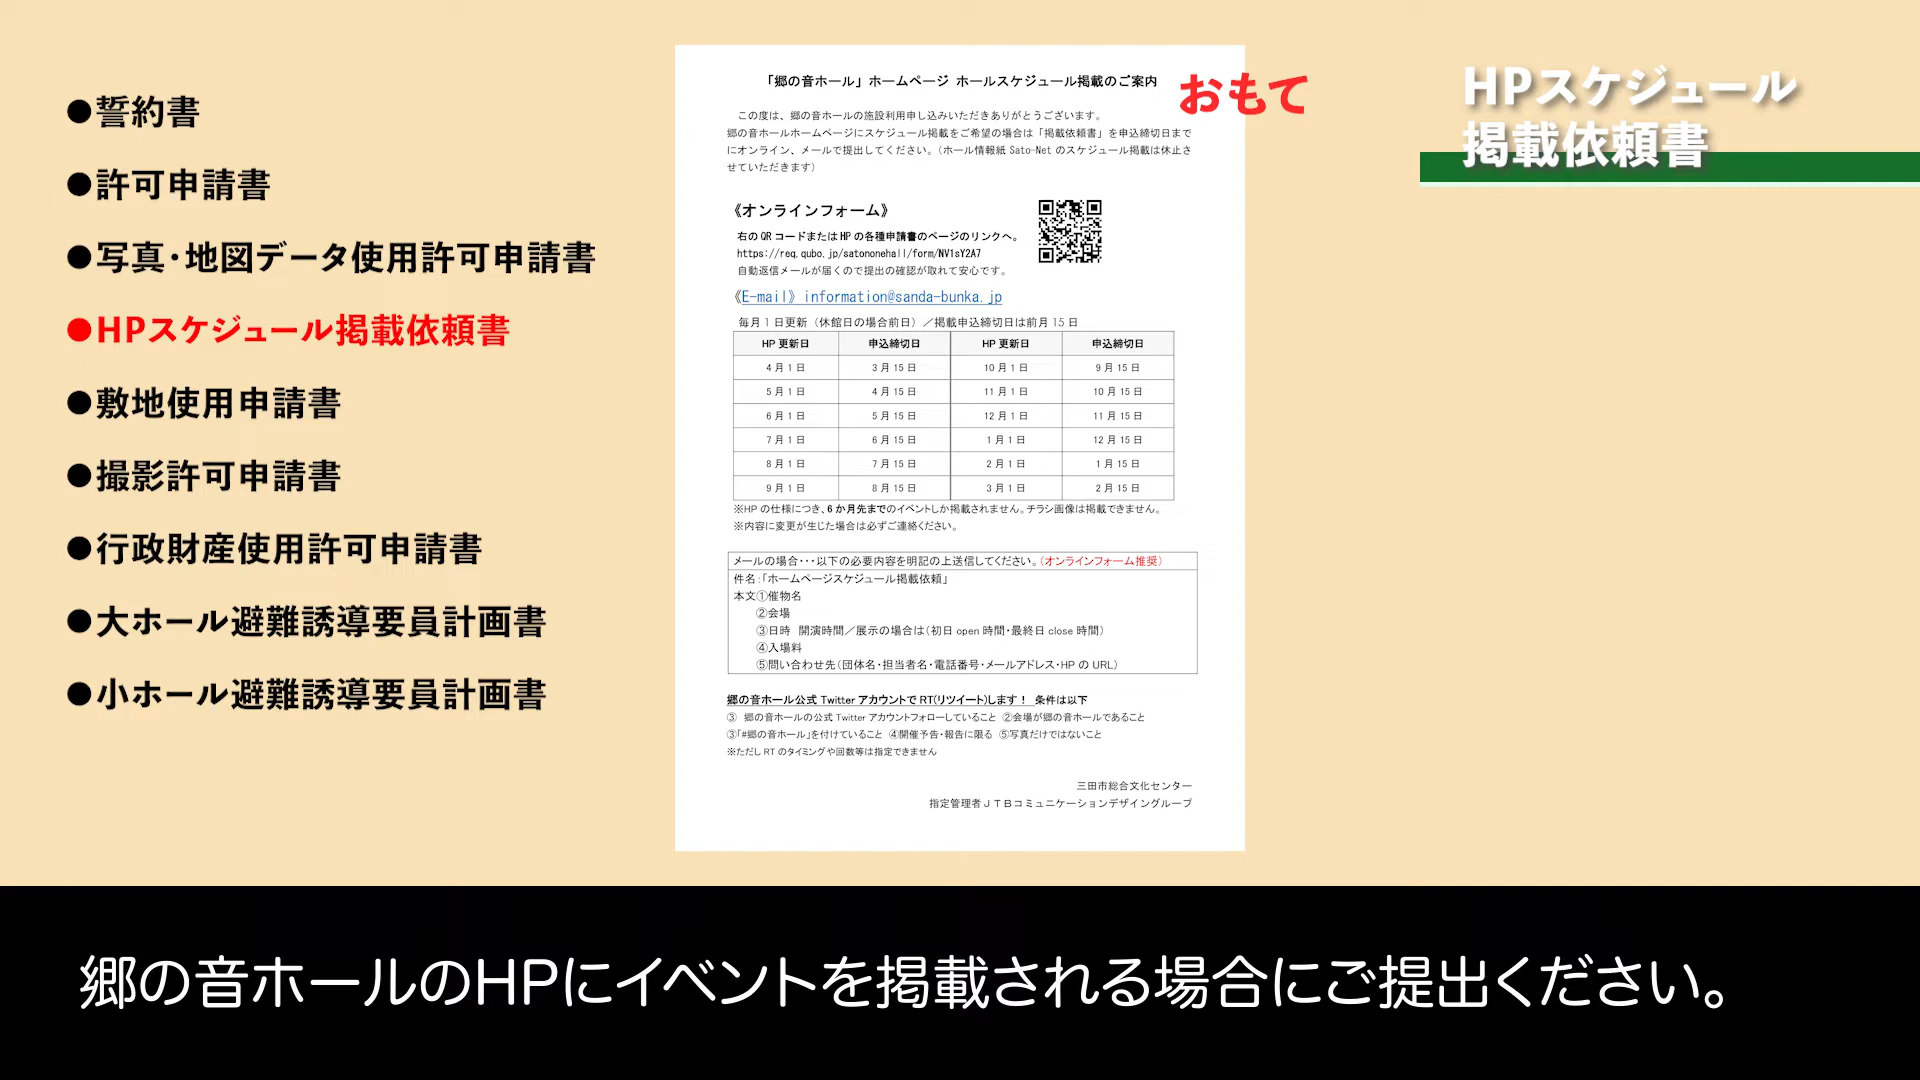 ●誓約書
●許可申請書
●写真・地図データ使用許可申請書
●HPスケジュール掲載依頼書
●敷地使用申請書
●撮影許可申請書
●行政財産使用許可申請書
●大ホール避難誘導要員計画書
●小ホール避難誘導要員計画書
「郷の音ホール」ホームページ ホールスケジュール掲載のご案内
おもて
この度は、郷の音ホールの施設利用申し込みいただきありがとうございます。
郷の音ホールホームページにスケジュール掲載をご希望の場合は「掲載依頼書」を申込締切日まで
にオンライン、メールで提出してください。（ホール情報紙 Sato-Net のスケジュール掲載は休止さ
せていただきます）
《オンラインフォーム》
右の QR コードまたは HP の各種申請書のページのリンクへ。
https://req.qubo.jp/satononehall/form/NV1sY2A7
自動返信メールが届くので提出の確認が取れて安心です。
《E-mail》 information@sanda-bunka.jp
毎月 1 日更新（休館日の場合前日）／掲載申込締切日は前月 15 日
HP 更新日 申込締切日 HP 更新日 申込締切日
4 月 1 日 3 月 15 日 10 月 1 日 9 月 15 日
5 月 1 日 4 月 15 日 11 月 1 日 10 月 15 日
6 月 1 日 5 月 15 日 12 月 1 日 11 月 15 日
7 月 1 日 6 月 15 日 1 月 1 日 12 月 15 日
8 月 1 日 7 月 15 日 2 月 1 日 1 月 15 日
9 月 1 日 8 月 15 日 3 月 1 日 2 月 15 日
※HP の仕様につき、6 か月先までのイベントしか掲載されません。チラシ画像は掲載できません。
※内容に変更が生じた場合は必ずご連絡ください。
メールの場合・・・以下の必要内容を明記の上送信してください。（オンラインフォーム推奨）
件名：「ホームページスケジュール掲載依頼」
本文①催物名
②会場
③日時 開演時間／展示の場合は（初日 open 時間・最終日 close 時間）
④入場料
⑤問い合わせ先（団体名・担当者名・電話番号・メールアドレス・HP の URL）
郷の音ホール公式 Twitter アカウントで RT(リツイート)します！ 条件は以下
③ 郷の音ホールの公式 Twitter アカウントフォローしていること ②会場が郷の音ホールであること
③「#郷の音ホール」を付けていること ④開催予告・報告に限る ⑤写真だけではないこと
※ただし RT のタイミングや回数等は指定できません
三田市総合文化センター
指定管理者ＪＴＢコミュニケーションデザイングループ
HPスケジュール
掲載依頼書
郷の音ホールのHPにイベントを掲載される場合にご提出ください。